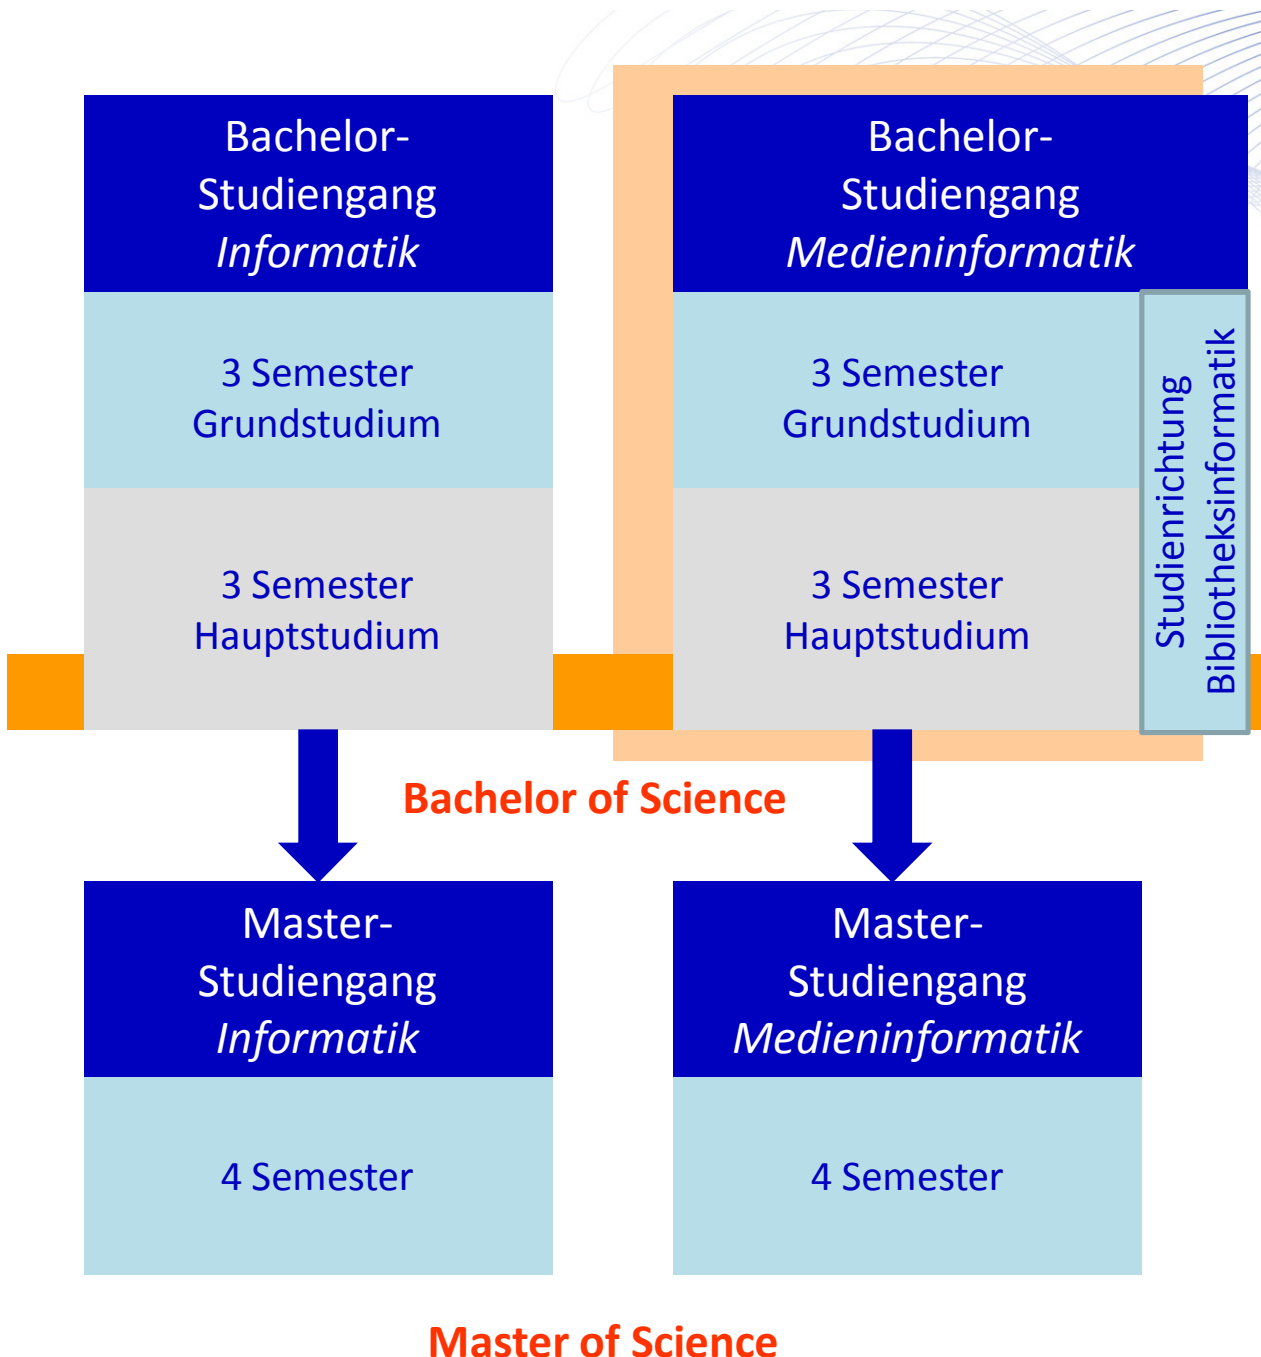 Bachelor-
Studiengang
Informatik
3 Semester
Grundstudium
3 Semester
Hauptstudium
Bachelor-
Studiengang
Medieninformatik
3 Semester
Grundstudium
3 Semester
Hauptstudium
Studienrichtung
Bibliotheksinformatik
Bachelor of Science
Master-
Studiengang
Informatik
4 Semester
Master-
Studiengang
Medieninformatik
4 Semester
Master of Science